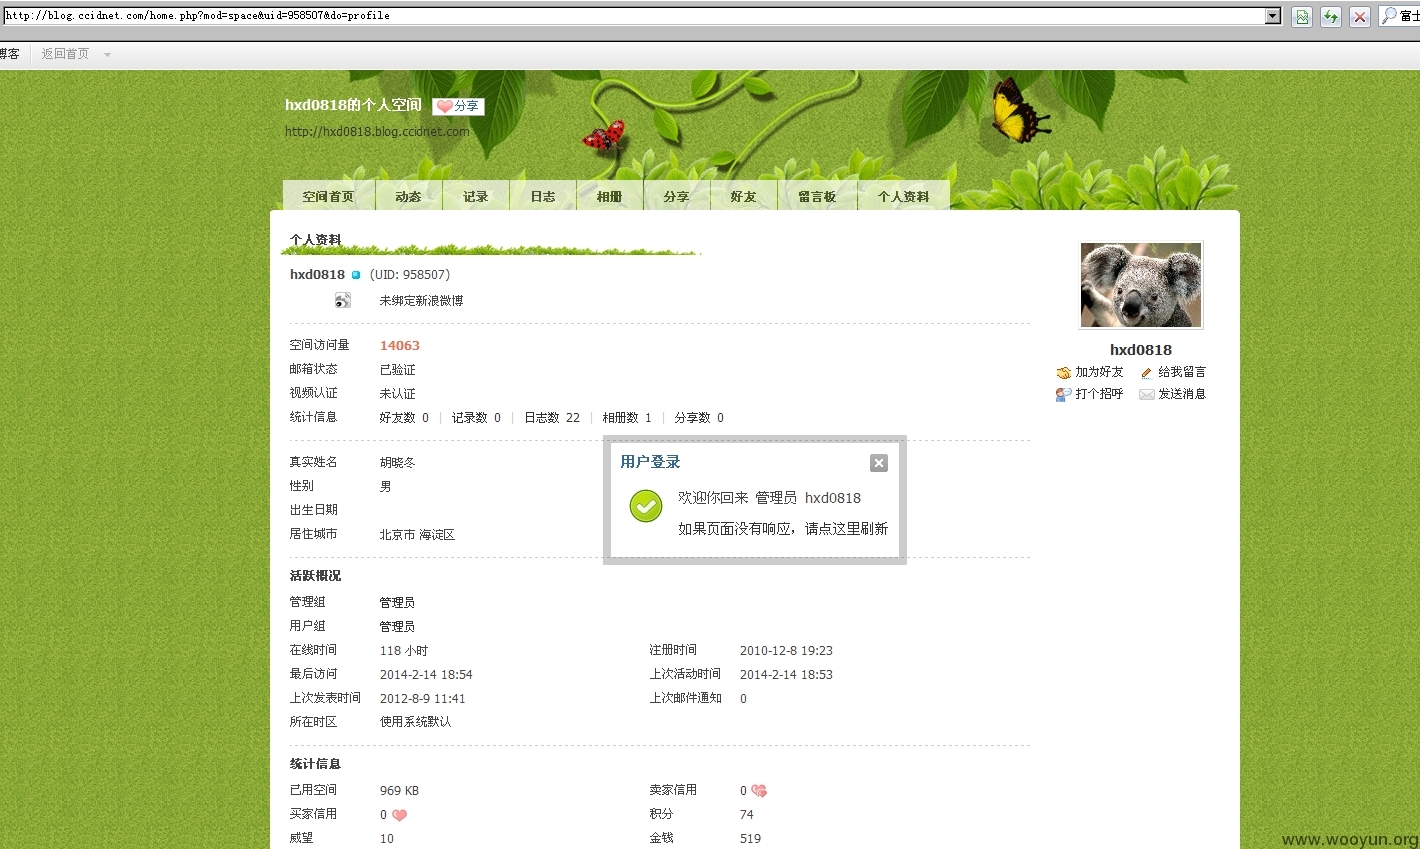 http://blog.ccidnet.com/home.php?mod=space&uid=958507&do=profile
富士
博客 返回首页
hxd0818的个人空间 分享
http://hxd0818.blog.ccidnet.com
空间首页 动态 记录 日志 相册 分享 好友 留言板 个人资料
个人资料
hxd0818 (UID: 958507)
未绑定新浪微博
空间访问量 14063
邮箱状态 已验证
视频认证 未认证
统计信息 好友数 0 | 记录数 0 | 日志数 22 | 相册数 1 | 分享数 0
真实姓名 胡晓冬
性别 男
出生日期
居住城市 北京市 海淀区
hxd0818
加为好友 给我留言
打个招呼 发送消息
用户登录
欢迎你回来 管理员 hxd0818
如果页面没有响应，请点这里刷新
活跃概况
管理组 管理员
用户组 管理员
在线时间 118 小时 注册时间 2010-12-8 19:23
最后访问 2014-2-14 18:54 上次活动时间 2014-2-14 18:53
上次发表时间 2012-8-9 11:41 上次邮件通知 0
所在时区 使用系统默认
统计信息
已用空间 969 KB 卖家信用 0
买家信用 0 积分 74
威望 10 金钱 519
www.wooyun.org